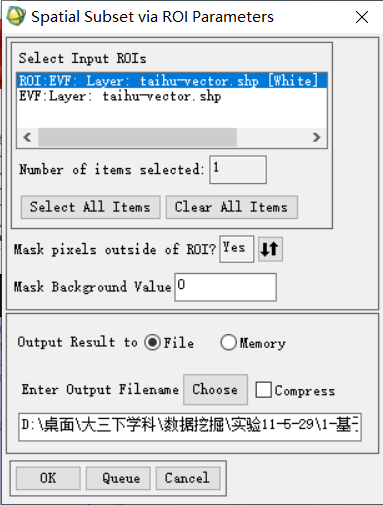 Spatial Subset via ROI Parameters
Select Input ROIs
ROI:EVF: Layer: taihu-vector.shp [White]
EVF:Layer: taihu-vector.shp
Number of items selected: 1
Select All Items Clear All Items
Mask pixels outside of ROI? Yes
Mask Background Value 0
Output Result to File Memory
Enter Output Filename Choose Compress
D:\桌面\大三下学科\数据挖掘\实验11-5-29\1-基于
OK Queue Cancel